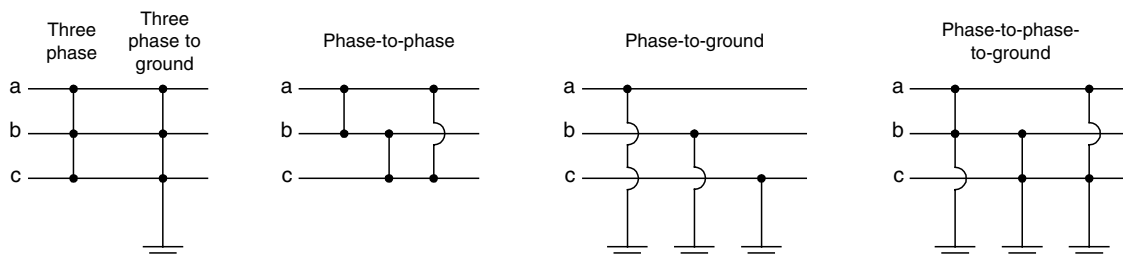 Three
phase
Three
phase to
ground
a
b
c
Phase-to-phase
a
b
c
Phase-to-ground
a
b
c
Phase-to-phase-
to-ground
a
b
c